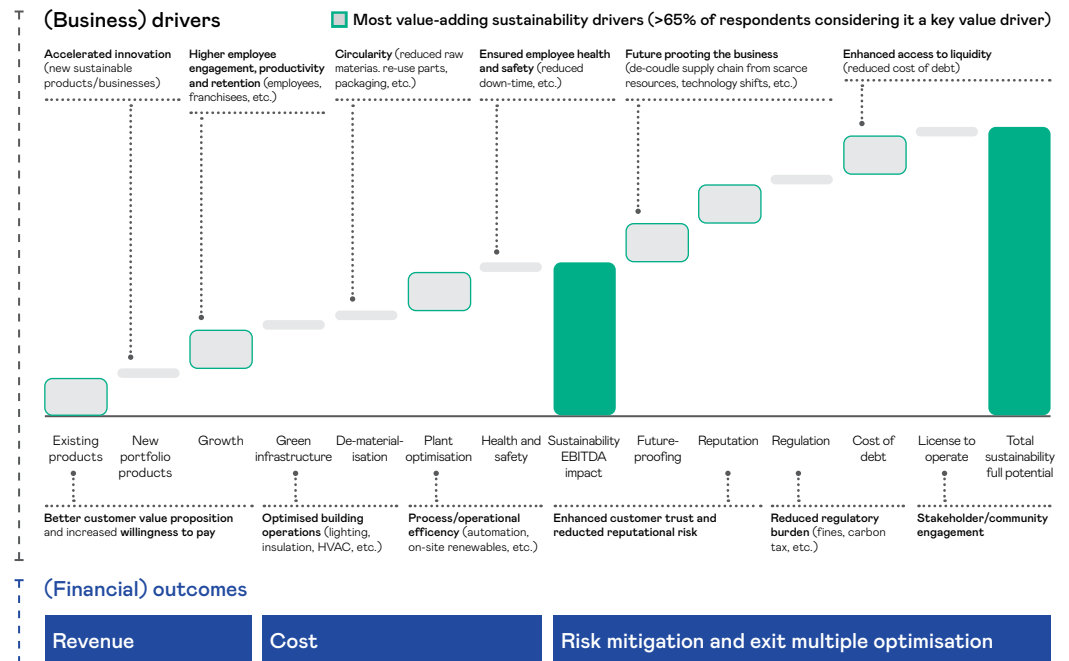 (Business) drivers
Most value-adding sustainability drivers (>65% of respondents considering it a key value driver)
Accelerated innovation
(new sustainable
products/businesses)
Higher employee
engagement, productivity
and retention (employees,
franchisees, etc.)
Circularity (reduced raw
materias. re-use parts,
packaging, etc.)
Ensured employee health
and safety (reduced
down-time, etc.)
Future prooting the business
(de-coudle supply chain from scarce
resources, technology shifts, etc.)
Enhanced access to liquidity
(reduced cost of debt)
Existing
products
New
portfolio
products
Growth
Green
infrastructure
De-material-
isation
Plant
optimisation
Health and
safety
Sustainability
EBITDA
impact
Future-
proofing
Reputation
Regulation
Cost of
debt
License to
operate
Total
sustainability
full potential
Better customer value proposition
and increased willingness to pay
Optimised building
operations (lighting,
insulation, HVAC, etc.)
Process/operational
efficency (automation,
on-site renewables, etc.)
Enhanced customer trust and
reducted reputational risk
Reduced regulatory
burden (fines, carbon
tax, etc.)
Stakeholder/community
engagement
(Financial) outcomes
Revenue
Cost
Risk mitigation and exit multiple optimisation